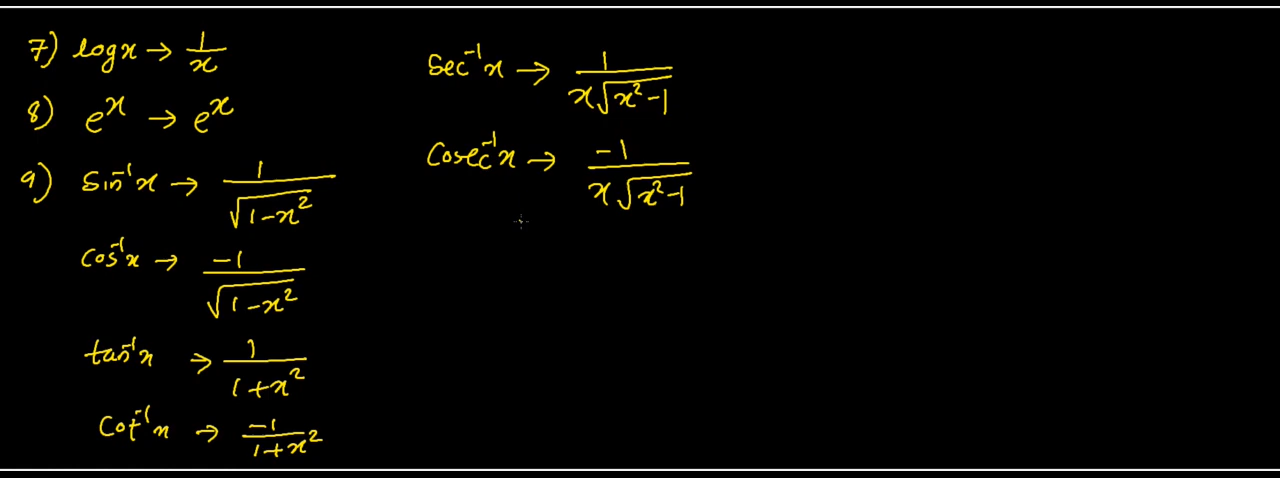 7) log x → 1/x
8) e^x → e^x
9) Sin⁻¹x → 1/√(1-x²)
Cos⁻¹x → -1/√(1-x²)
tan⁻¹x → 1/(1+x²)
Cot⁻¹x → -1/(1+x²)
Sec⁻¹x → 1/(x√(x²-1))
Cosec⁻¹x → -1/(x√(x²-1))